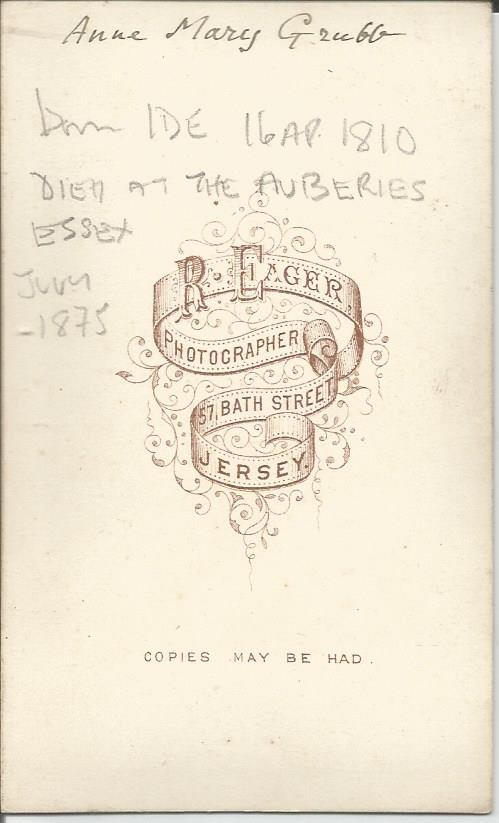 Anne Mary Grubb
born IDE 16 AP. 1810
DIED AT THE AUBERIES
ESSEX
JULY
-1875
R. EAGER
PHOTOGRAPHER
57, BATH STREET
JERSEY.
COPIES MAY BE HAD.